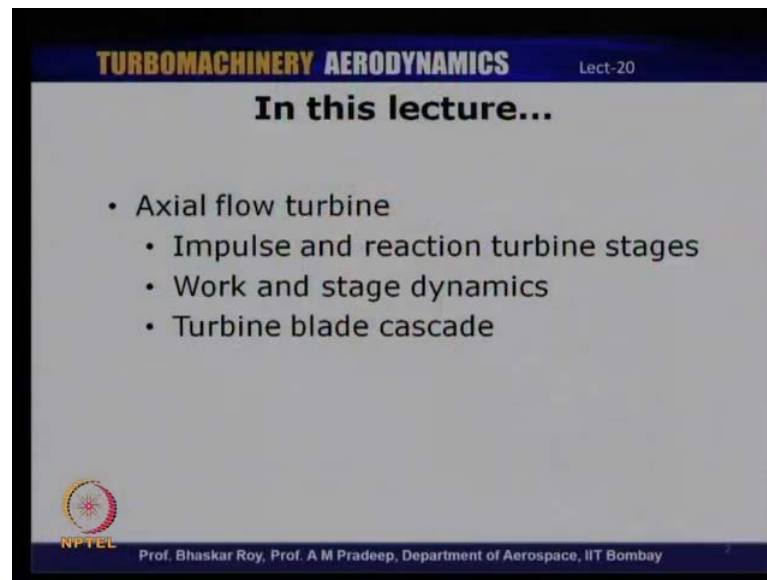 TURBOMACHINERY AERODYNAMICS Lect-20
In this lecture...
• Axial flow turbine
• Impulse and reaction turbine stages
• Work and stage dynamics
• Turbine blade cascade
NPTEL
Prof. Bhaskar Roy, Prof. A M Pradeep, Department of Aerospace, IIT Bombay
2